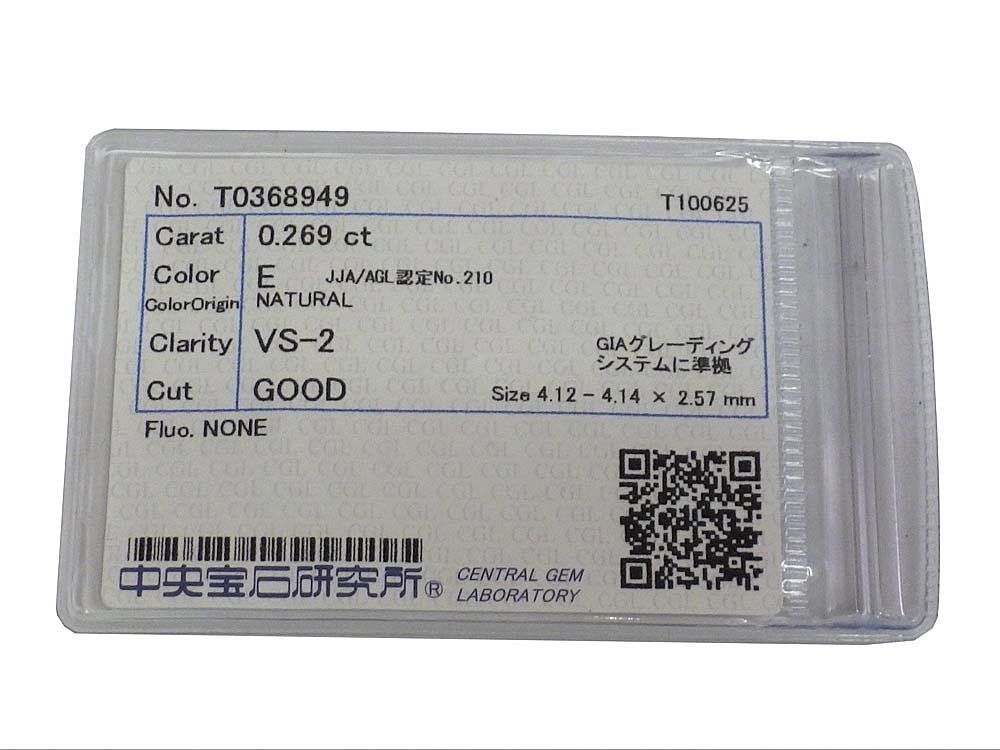 No. T0368949 T100625
Carat 0.269 ct
Color E JJA/AGL認定No.210
ColorOrigin NATURAL
Clarity VS-2 GIAグレーディング
システムに準拠
Cut GOOD Size 4.12 - 4.14 × 2.57 mm
Fluo. NONE
中央宝石研究所® CENTRAL GEM
LABORATORY